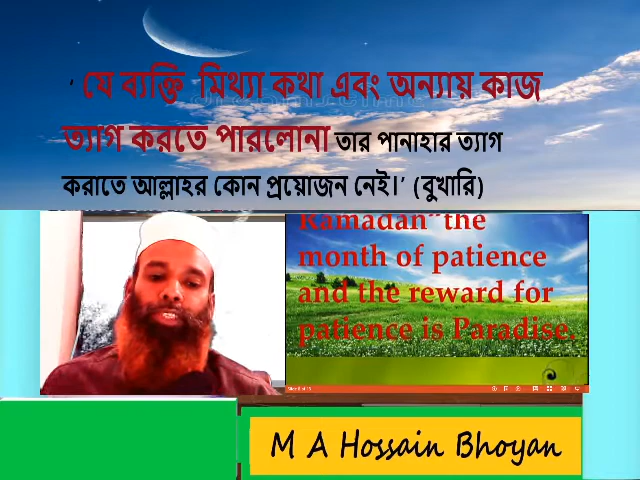 ‘ যে ব্যক্তি মিথ্যা কথা এবং অন্যায় কাজ
ত্যাগ করতে পারলোনা তার পানাহার ত্যাগ
করাতে আল্লাহর কোন প্রয়োজন নেই।’ (বুখারি)
Ramadan"the
month of patience
and the reward for
patience is Paradise.
M A Hossain Bhoyan